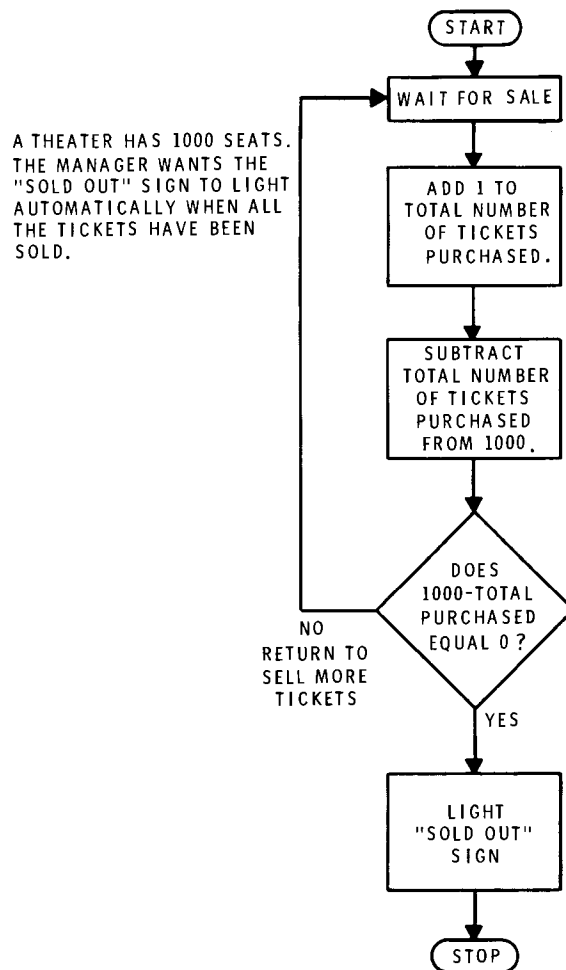 START
WAIT FOR SALE
A THEATER HAS 1000 SEATS.
THE MANAGER WANTS THE
"SOLD OUT" SIGN TO LIGHT
AUTOMATICALLY WHEN ALL
THE TICKETS HAVE BEEN
SOLD.
ADD 1 TO
TOTAL NUMBER
OF TICKETS
PURCHASED.
SUBTRACT
TOTAL NUMBER
OF TICKETS
PURCHASED
FROM 1000.
DOES
1000-TOTAL
PURCHASED
EQUAL 0?
NO
RETURN TO
SELL MORE
TICKETS
YES
LIGHT
"SOLD OUT"
SIGN
STOP